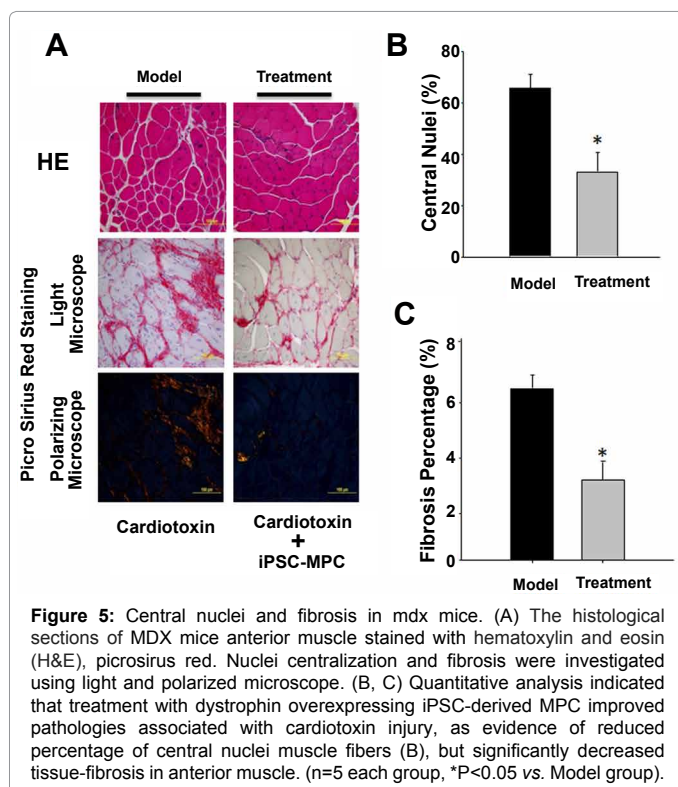 A
Model
Treatment
HE
Picro Sirius Red Staining
Light
Microscope
Polarizing
Microscope
Cardiotoxin
Cardiotoxin
+
iPSC-MPC
B
Central Nulei (%)
80
60
40
20
0
*
Model
Treatment
C
Fibrosis Percentage (%)
8
6
4
2
0
*
Model
Treatment
Figure 5: Central nuclei and fibrosis in mdx mice. (A) The histological
sections of MDX mice anterior muscle stained with hematoxylin and eosin
(H&E), picrosirus red. Nuclei centralization and fibrosis were investigated
using light and polarized microscope. (B, C) Quantitative analysis indicated
that treatment with dystrophin overexpressing iPSC-derived MPC improved
pathologies associated with cardiotoxin injury, as evidence of reduced
percentage of central nuclei muscle fibers (B), but significantly decreased
tissue-fibrosis in anterior muscle. (n=5 each group, *P<0.05 vs. Model group).